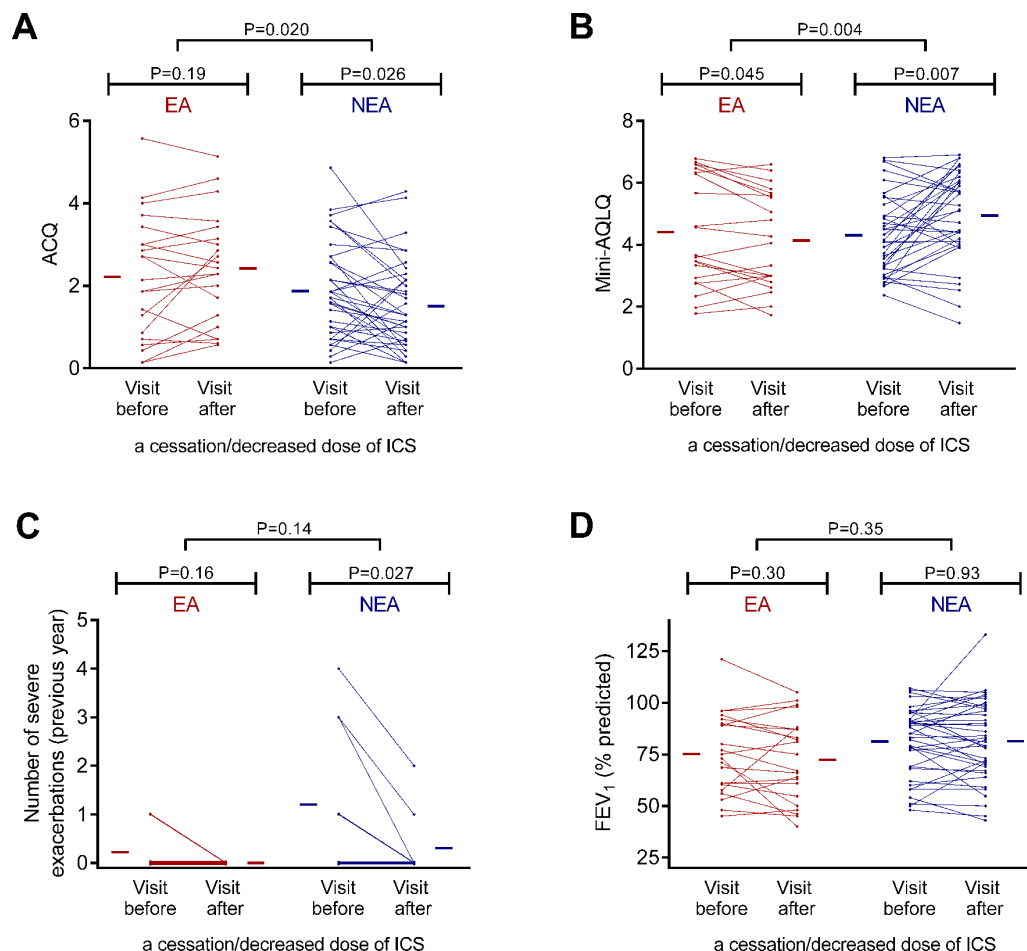 A
P=0.020
P=0.19
P=0.026
EA
NEA
6
4
2
0
ACQ
Visit before
Visit after
Visit before
Visit after
a cessation/decreased dose of ICS
B
P=0.004
P=0.045
P=0.007
EA
NEA
8
6
4
2
0
Mini-AQLQ
Visit before
Visit after
Visit before
Visit after
a cessation/decreased dose of ICS
C
P=0.14
P=0.16
P=0.027
EA
NEA
5
4
3
2
1
0
Number of severe
exacerbations (previous year)
Visit before
Visit after
Visit before
Visit after
a cessation/decreased dose of ICS
D
P=0.35
P=0.30
P=0.93
EA
NEA
125
100
75
50
25
FEV₁ (% predicted)
Visit before
Visit after
Visit before
Visit after
a cessation/decreased dose of ICS